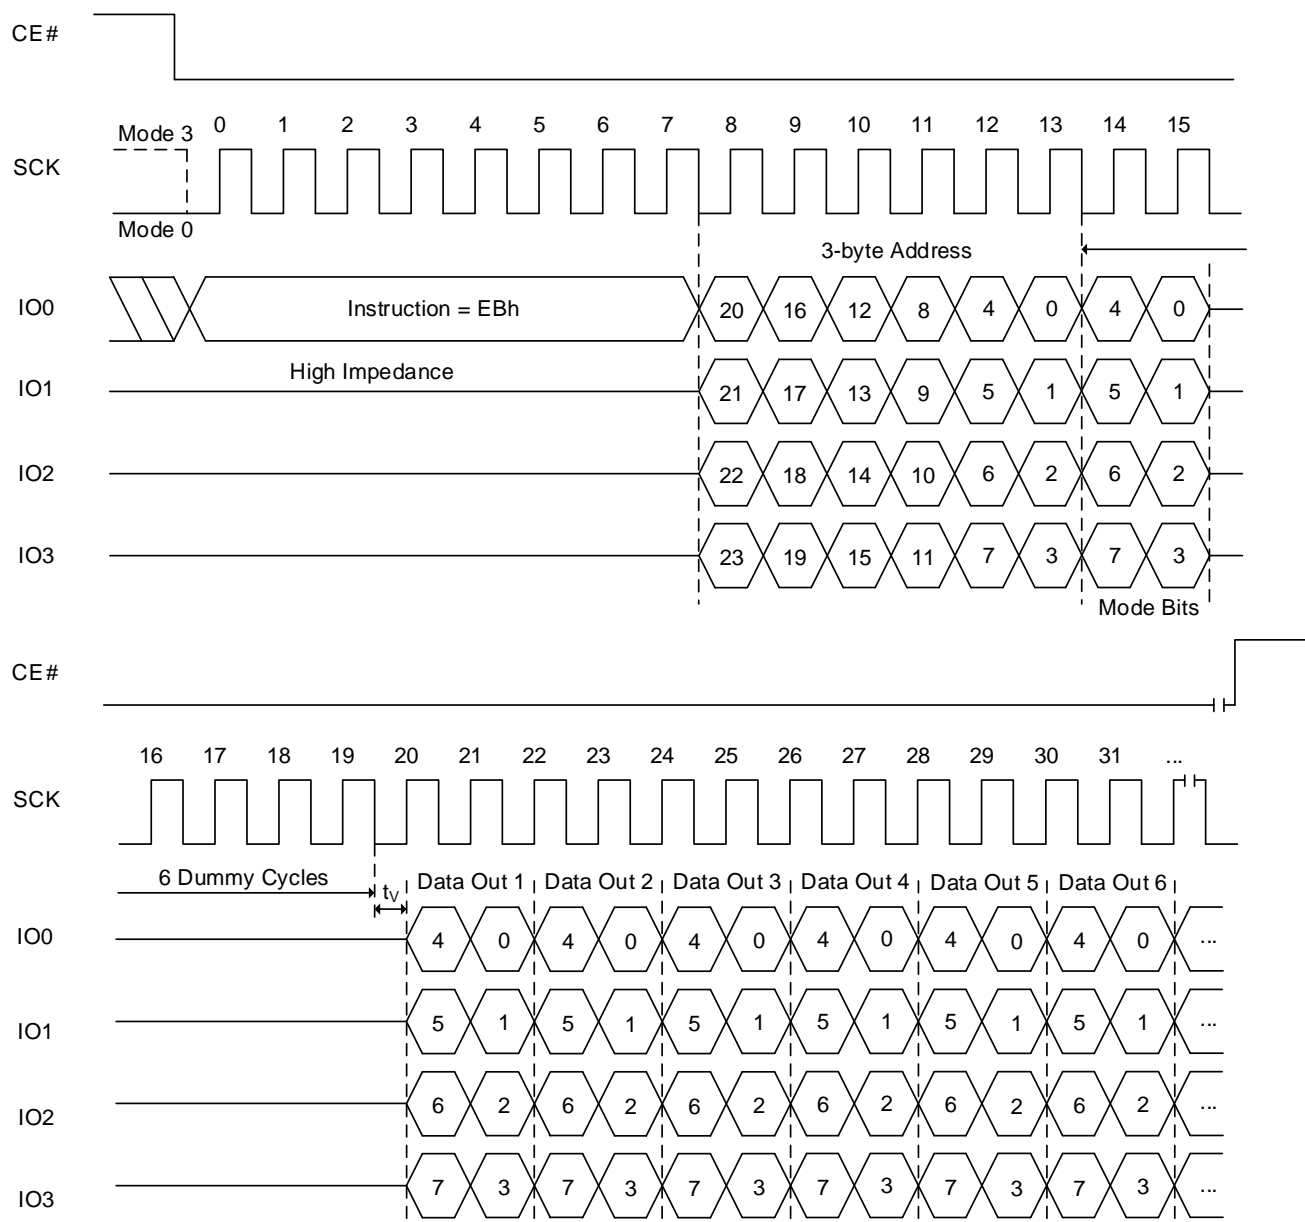 CE#
Mode 3 0 1 2 3 4 5 6 7 8 9 10 11 12 13 14 15
SCK
Mode 0
3-byte Address
IO0 Instruction = EBh 20 16 12 8 4 0 4 0
High Impedance
IO1 21 17 13 9 5 1 5 1
IO2 22 18 14 10 6 2 6 2
IO3 23 19 15 11 7 3 7 3
Mode Bits
CE#
16 17 18 19 20 21 22 23 24 25 26 27 28 29 30 31 ...
SCK
6 Dummy Cycles tV Data Out 1 Data Out 2 Data Out 3 Data Out 4 Data Out 5 Data Out 6
IO0 4 0 4 0 4 0 4 0 4 0 4 0 ...
IO1 5 1 5 1 5 1 5 1 5 1 5 1 ...
IO2 6 2 6 2 6 2 6 2 6 2 6 2 ...
IO3 7 3 7 3 7 3 7 3 7 3 7 3 ...